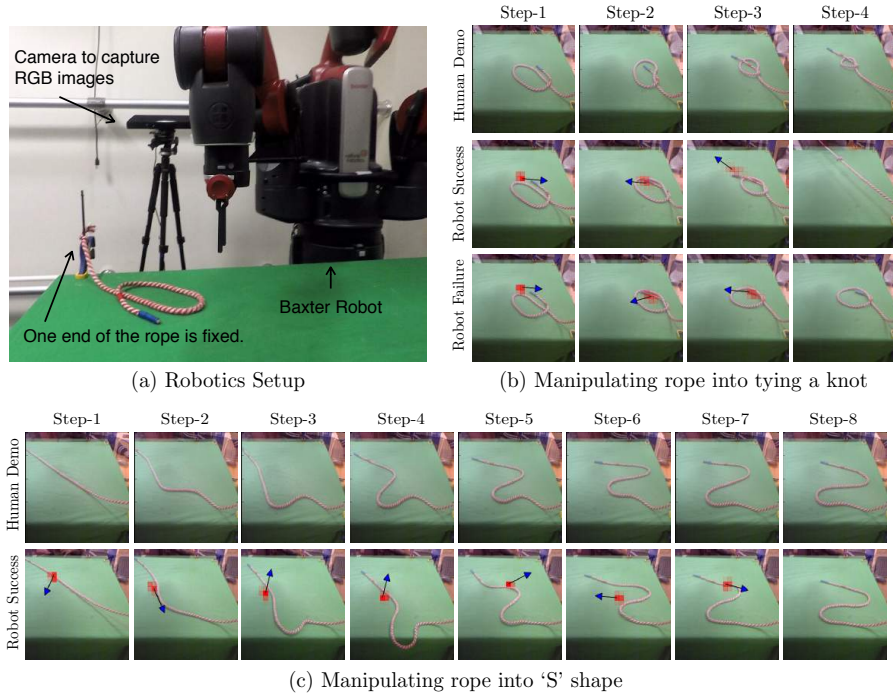 Camera to capture
RGB images
Baxter Robot
One end of the rope is fixed.
(a) Robotics Setup
Step-1 Step-2 Step-3 Step-4
Human Demo
Robot Success
Robot Failure
(b) Manipulating rope into tying a knot
Step-1 Step-2 Step-3 Step-4 Step-5 Step-6 Step-7 Step-8
Human Demo
Robot Success
(c) Manipulating rope into ‘S’ shape